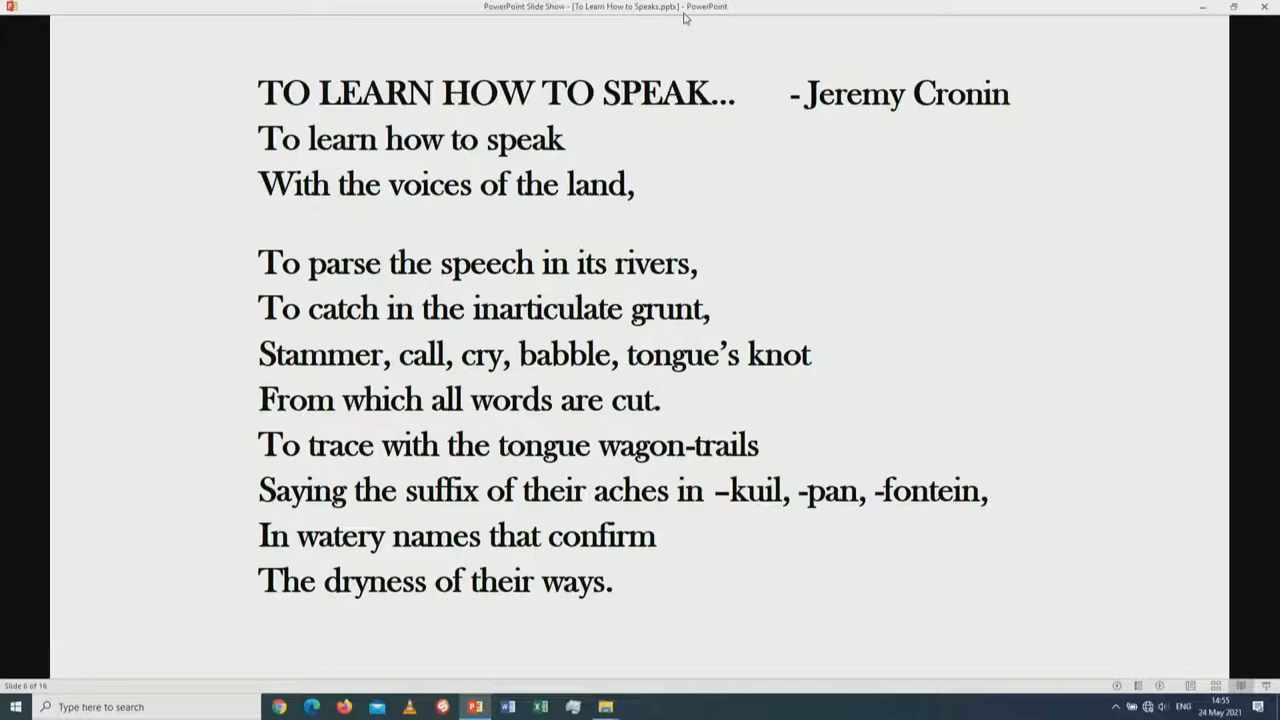 PowerPoint Slide Show - [To Learn How to Speaks.pptx] - PowerPoint
TO LEARN HOW TO SPEAK... - Jeremy Cronin
To learn how to speak
With the voices of the land,
To parse the speech in its rivers,
To catch in the inarticulate grunt,
Stammer, call, cry, babble, tongue’s knot
From which all words are cut.
To trace with the tongue wagon-trails
Saying the suffix of their aches in –kuil, -pan, -fontein,
In watery names that confirm
The dryness of their ways.
Slide 6 of 16
Type here to search
ENG
14:55
24 May 2021